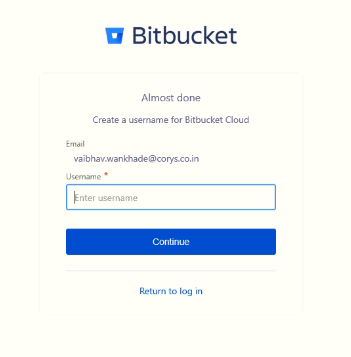 Bitbucket
Almost done
Create a username for Bitbucket Cloud
Email
vaibhav.wankhade@corys.co.in
Username *
Enter username
Continue
Return to log in